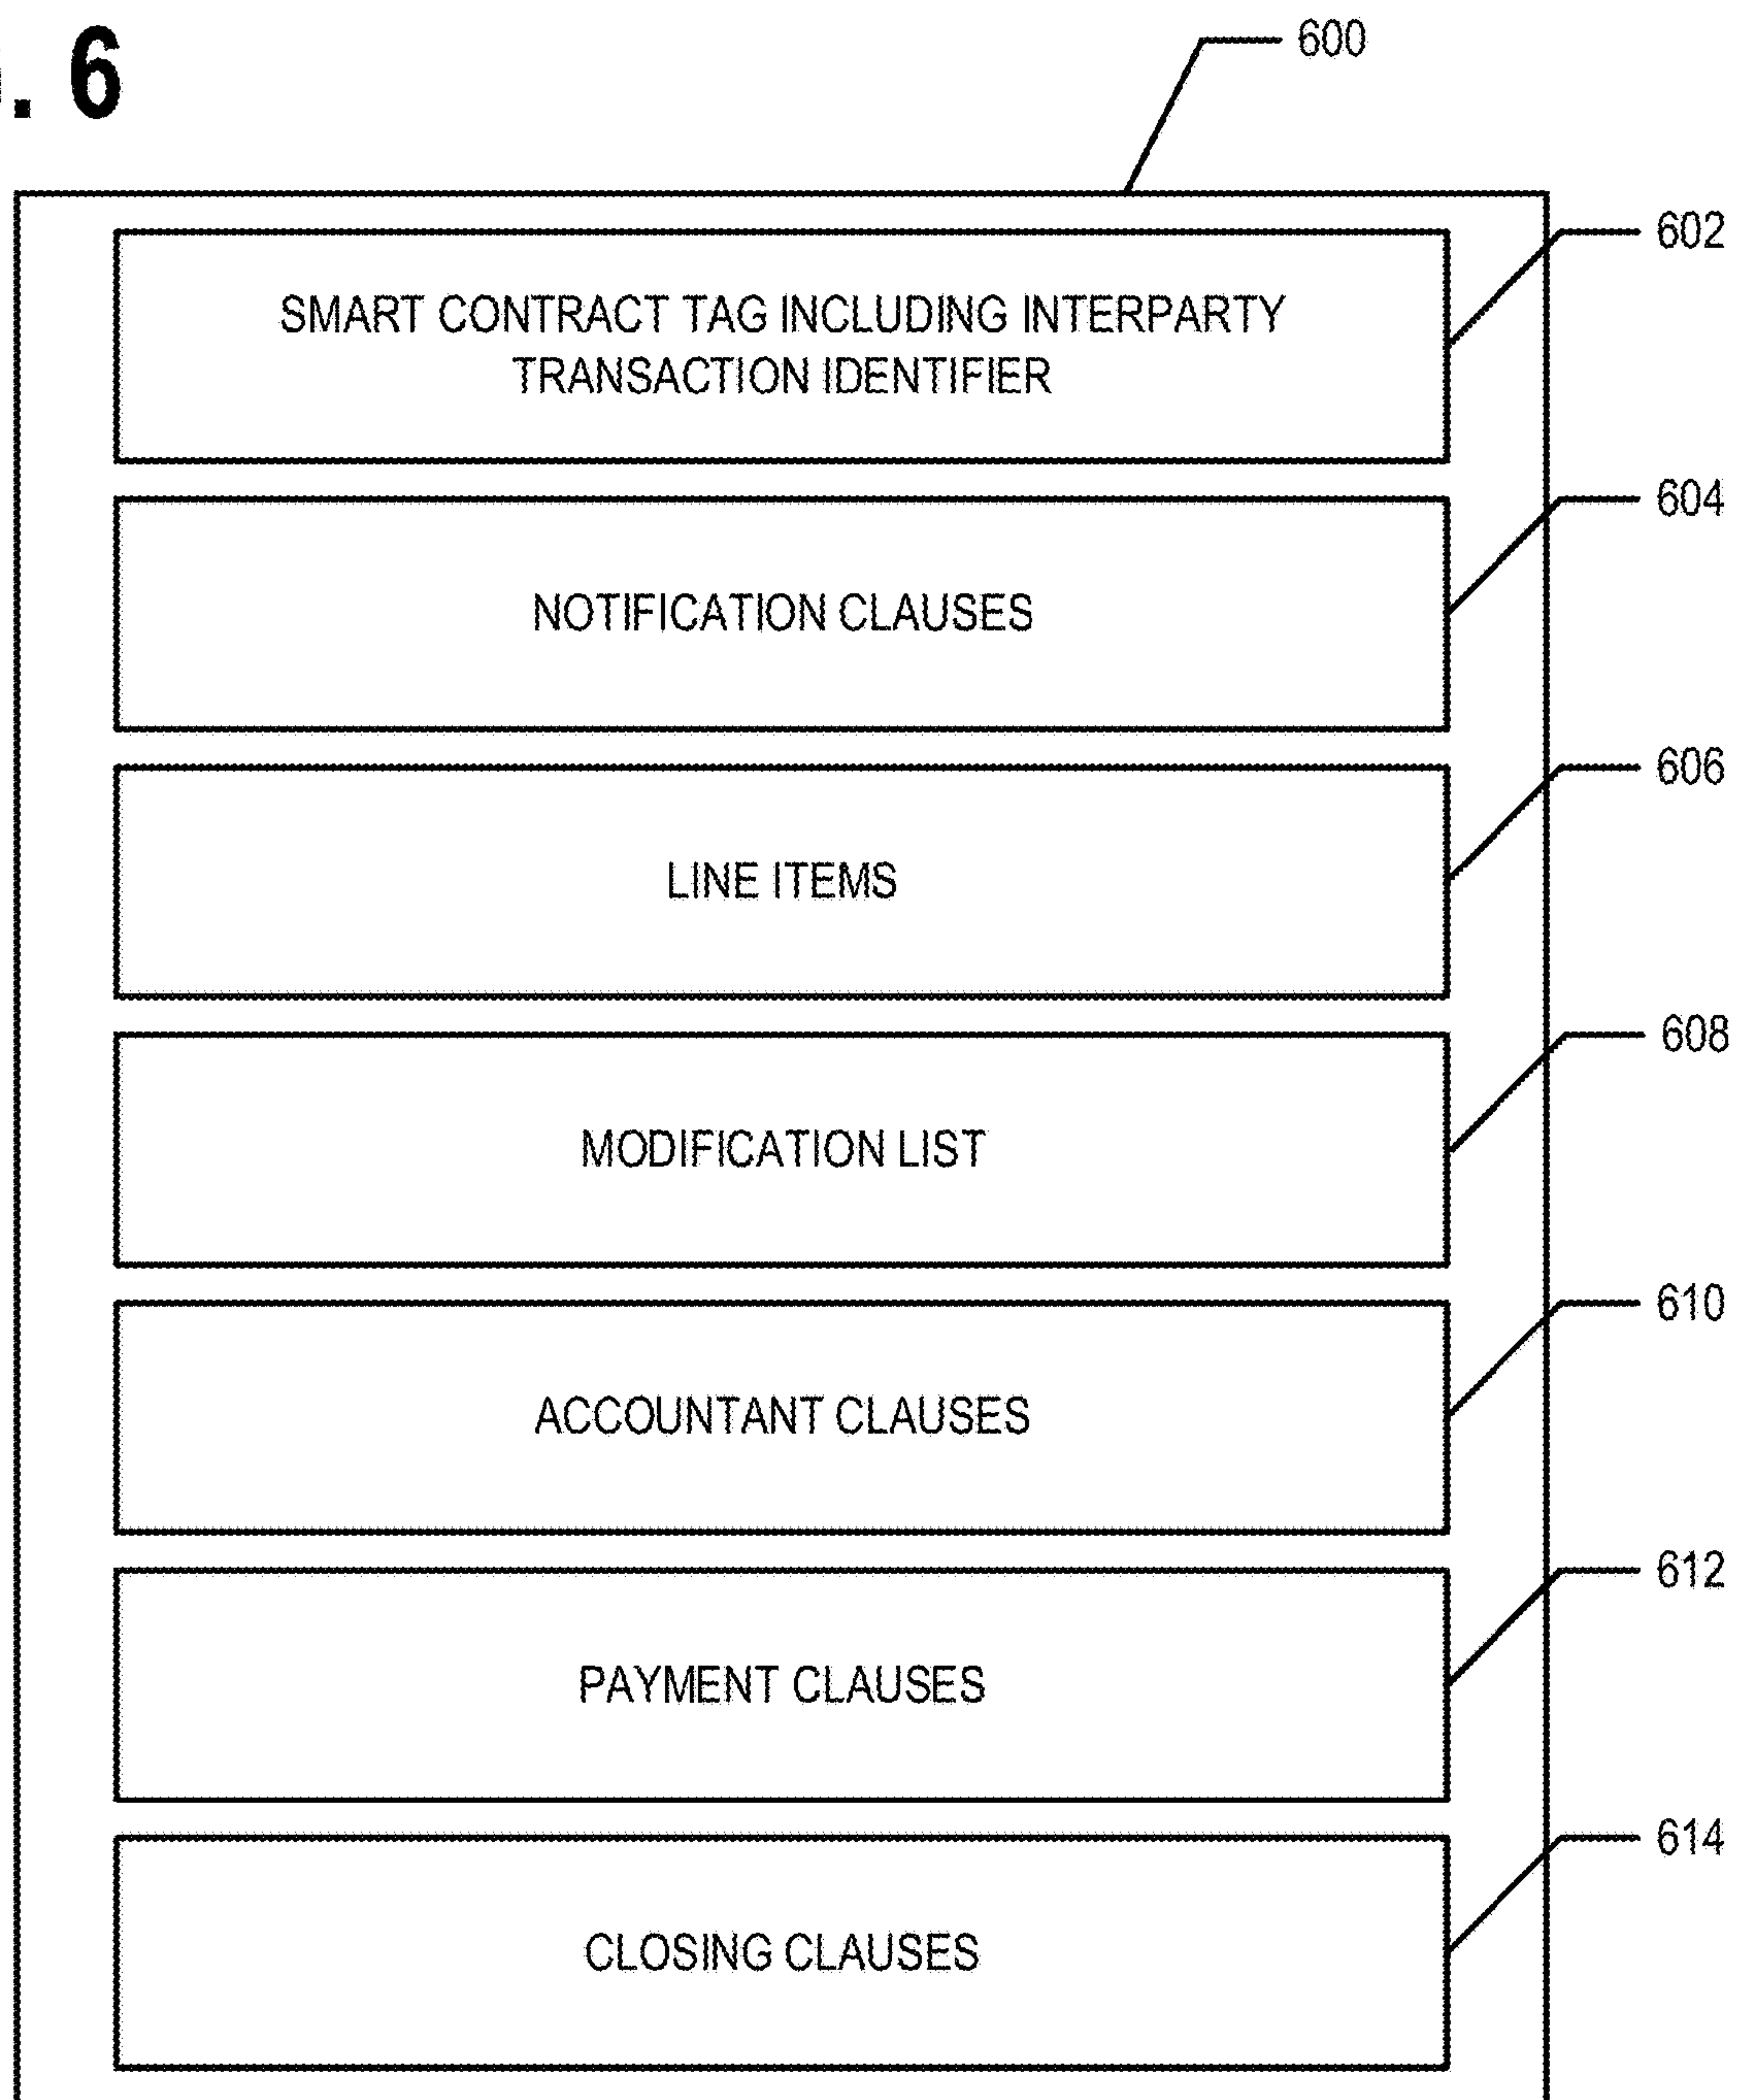 . 6
600
602
SMART CONTRACT TAG INCLUDING INTERPARTY
TRANSACTION IDENTIFIER
604
NOTIFICATION CLAUSES
606
LINE ITEMS
608
MODIFICATION LIST
610
ACCOUNTANT CLAUSES
612
PAYMENT CLAUSES
614
CLOSING CLAUSES